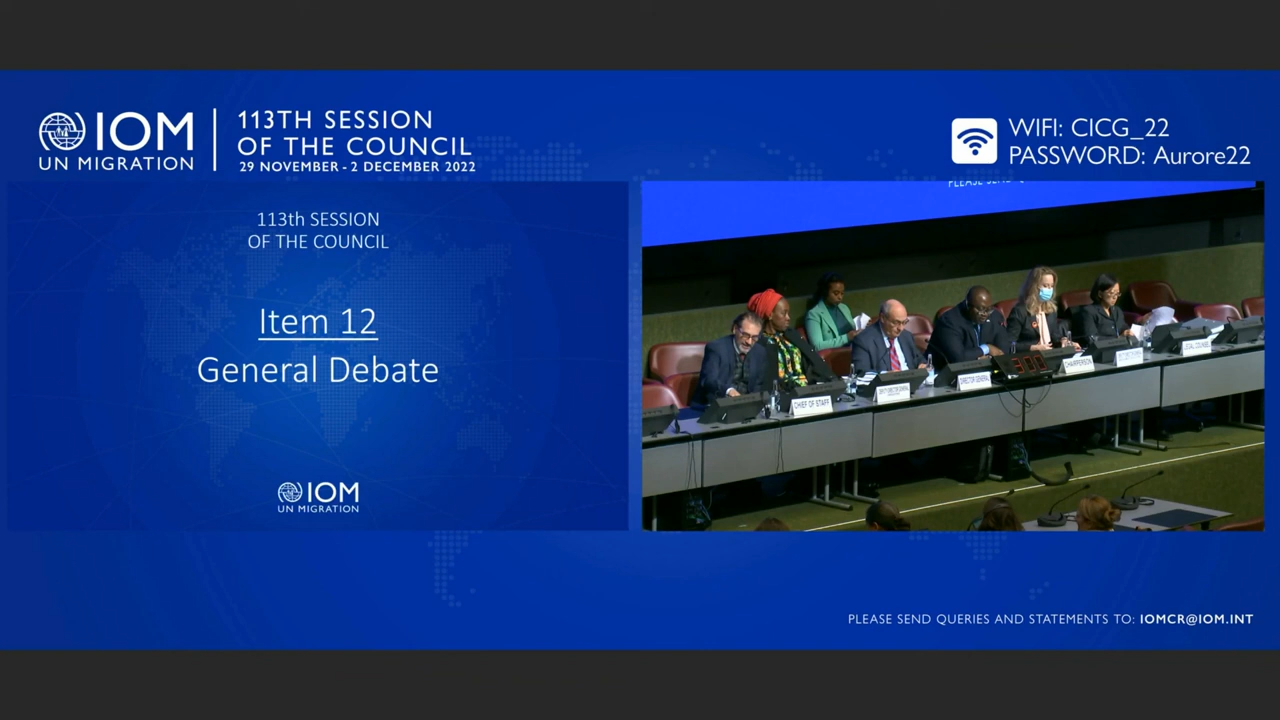 IOM
UN MIGRATION
113TH SESSION
OF THE COUNCIL
29 NOVEMBER - 2 DECEMBER 2022
WIFI: CICG_22
PASSWORD: Aurore22
113th SESSION
OF THE COUNCIL
Item 12
General Debate
IOM
UN MIGRATION
CHIEF OF STAFF
DIRECTOR GENERAL
CHAIRPERSON
LEGAL COUNSEL
PLEASE SEND QUERIES AND STATEMENTS TO: IOMCR@IOM.INT